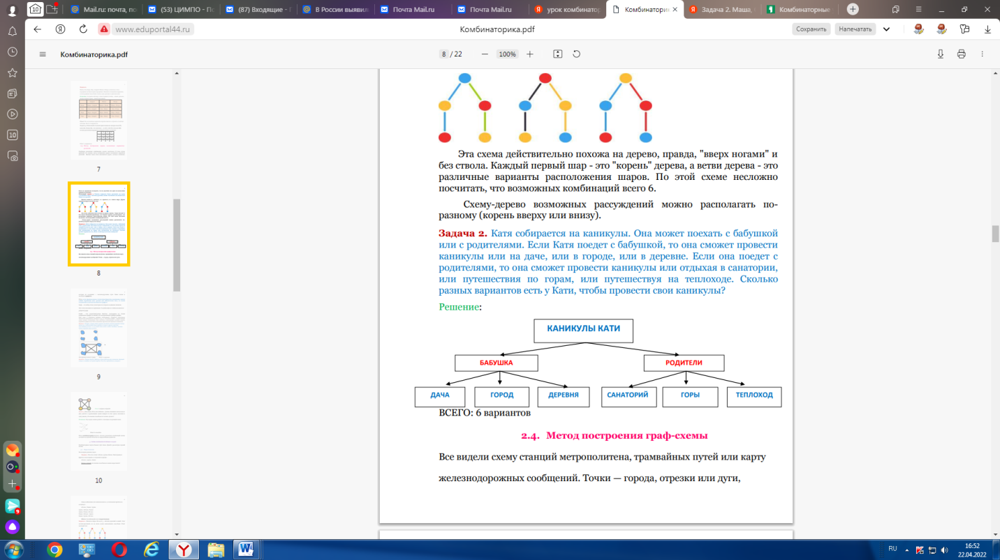 10
Mail.ru: почта, по
(53) ЦИМПО - По
(87) Входящие - Г
В России выявил
Почта Mail.ru
Почта Mail.ru
урок комбинатор
Комбинаторик
Задача 2. Маша,
Комбинаторные
www.eduportal44.ru
Комбинаторика.pdf
Сохранить
Напечатать
Комбинаторика.pdf
8 / 22
100%
10
7
8
9
10
9
Эта схема действительно похожа на дерево, правда, "вверх ногами" и
без ствола. Каждый первый шар - это "корень" дерева, а ветви дерева - это
различные варианты расположения шаров. По этой схеме несложно
посчитать, что возможных комбинаций всего 6.
Схему-дерево возможных рассуждений можно располагать по-
разному (корень вверху или внизу).
Задача 2. Катя собирается на каникулы. Она может поехать с бабушкой
или с родителями. Если Катя поедет с бабушкой, то она сможет провести
каникулы или на даче, или в городе, или в деревне. Если она поедет с
родителями, то она сможет провести каникулы или отдыхая в санатории,
или путешествия по горам, или путешествуя на теплоходе. Сколько
разных вариантов есть у Кати, чтобы провести свои каникулы?
Решение:
КАНИКУЛЫ КАТИ
БАБУШКА
РОДИТЕЛИ
ДАЧА
ГОРОД
ДЕРЕВНЯ
САНАТОРИЙ
ГОРЫ
ТЕПЛОХОД
ВСЕГО: 6 вариантов
2.4. Метод построения граф-схемы
Все видели схему станций метрополитена, трамвайных путей или карту
железнодорожных сообщений. Точки — города, отрезки или дуги,
RU
16:52
22.04.2022